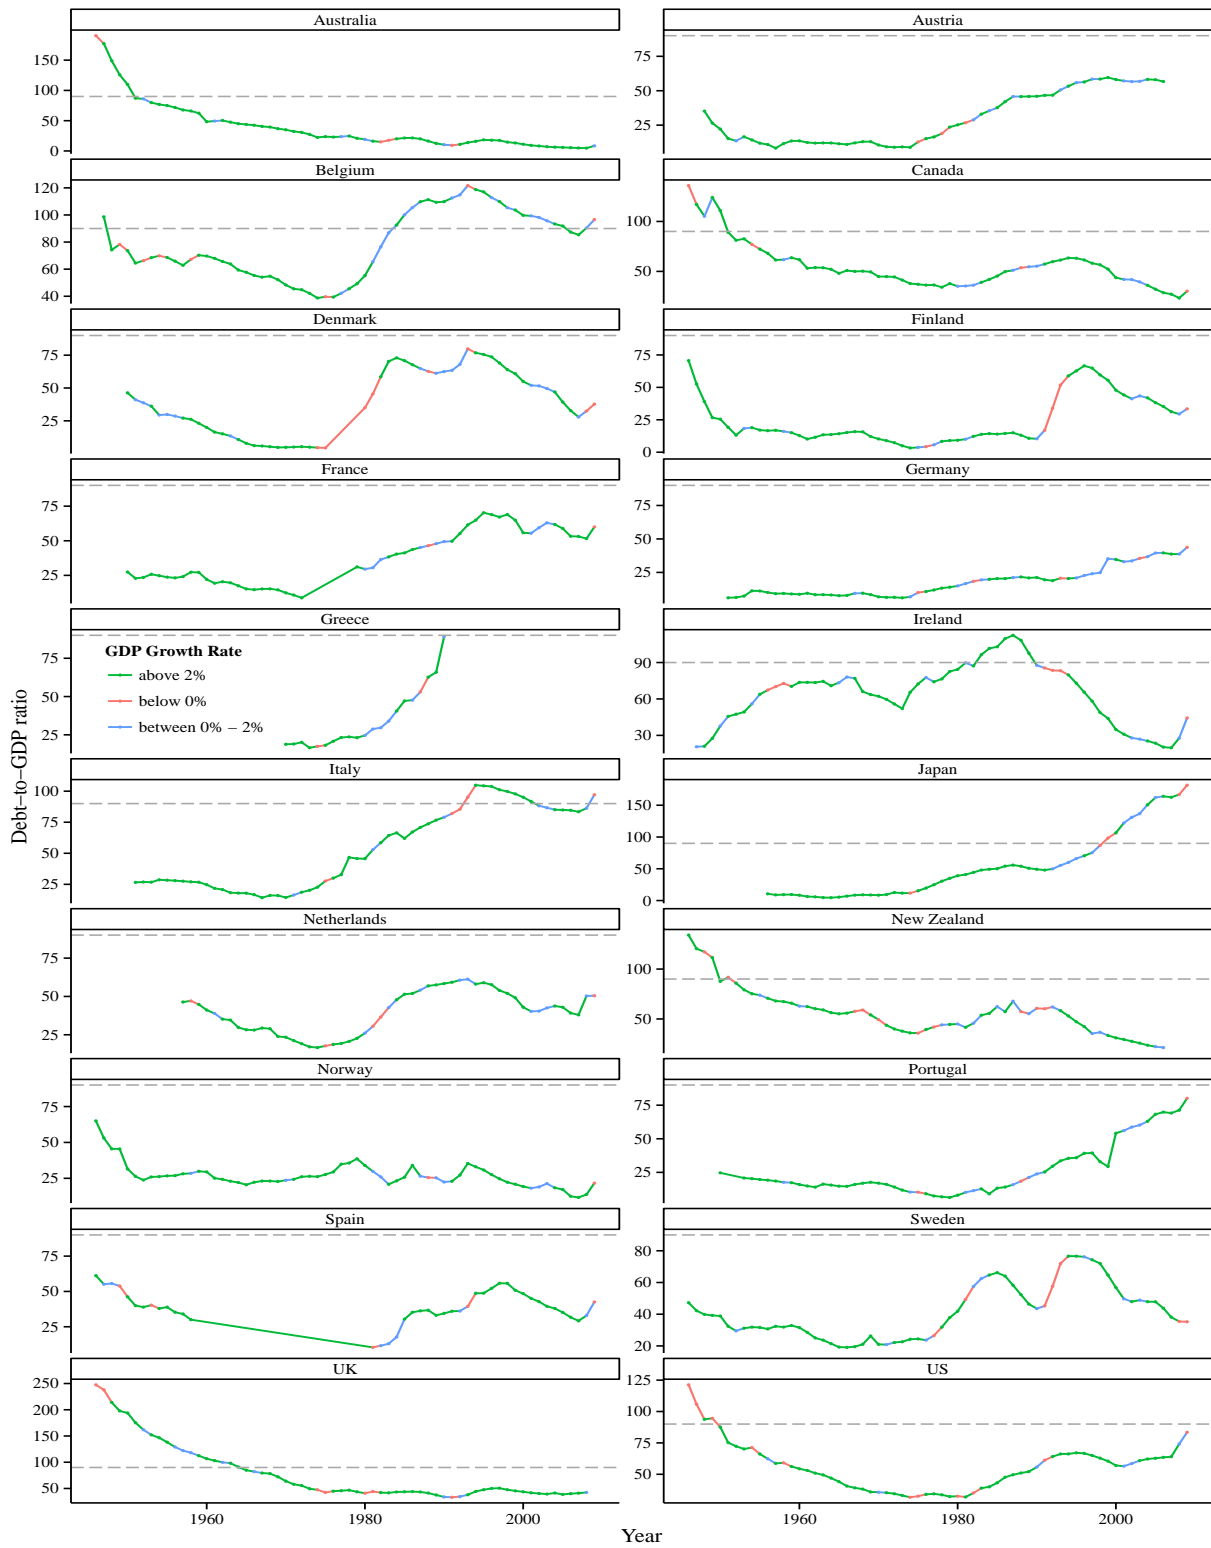 Australia
Austria
150
100
50
0
75
50
25
Belgium
Canada
120
100
80
60
40
100
50
Denmark
Finland
75
50
25
75
50
25
0
France
Germany
75
50
25
75
50
25
Greece
Ireland
75
50
25
GDP Growth Rate
above 2%
below 0%
between 0% − 2%
90
60
30
Italy
Japan
100
75
50
25
150
100
50
0
Netherlands
New Zealand
75
50
25
100
50
Norway
Portugal
75
50
25
75
50
25
Spain
Sweden
75
50
25
80
60
40
20
UK
US
250
200
150
100
50
125
100
75
50
1960
1980
2000
1960
1980
2000
Year
Debt−to−GDP ratio